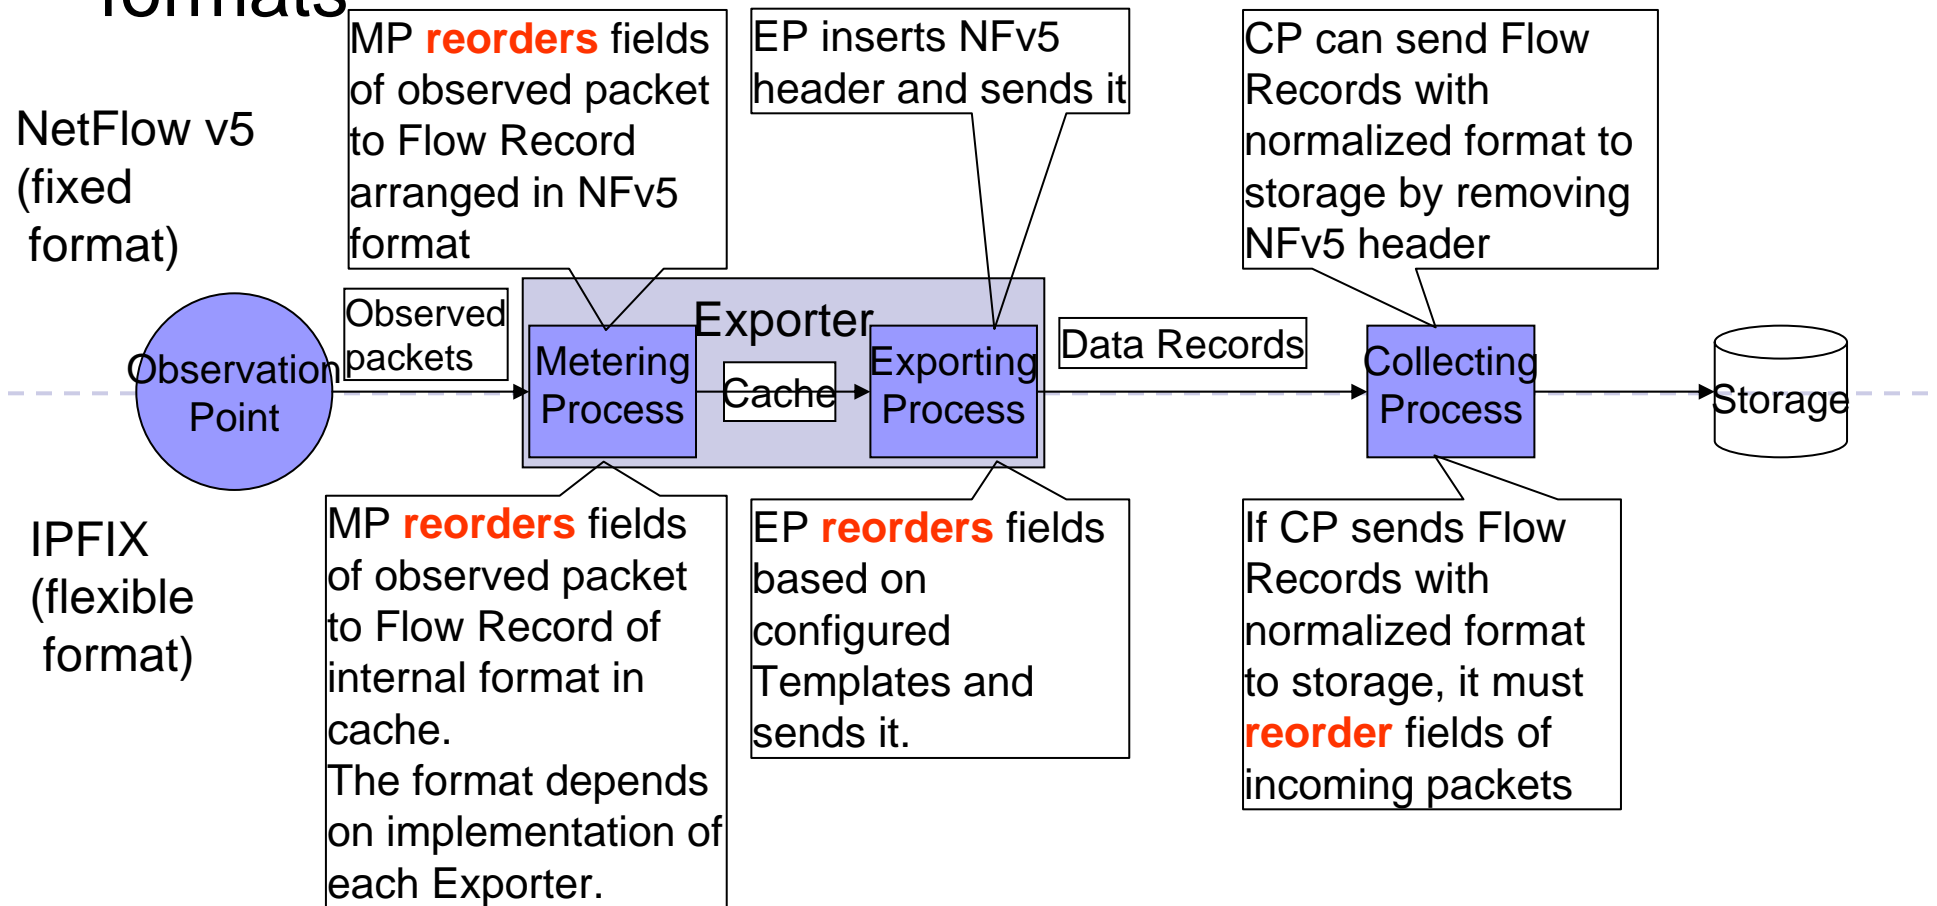 formats
MP reorders fields
of observed packet
to Flow Record
arranged in NFv5
format
EP inserts NFv5
header and sends it
CP can send Flow
Records with
normalized format to
storage by removing
NFv5 header
NetFlow v5
(fixed
format)
Observation
Point
Observed
packets
Exporter
Metering
Process
Cache
Exporting
Process
Data Records
Collecting
Process
Storage
IPFIX
(flexible
format)
MP reorders fields
of observed packet
to Flow Record of
internal format in
cache.
The format depends
on implementation of
each Exporter.
EP reorders fields
based on
configured
Templates and
sends it.
If CP sends Flow
Records with
normalized format
to storage, it must
reorder fields of
incoming packets